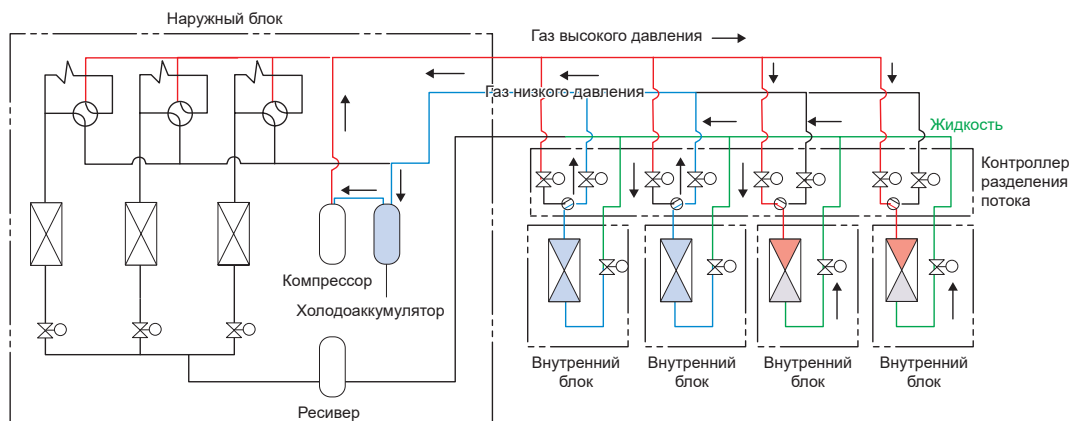 Наружный блок
Газ высокого давления
Газ низкого давления
Жидкость
Контроллер
разделения
потока
Компрессор
Холодоаккумулятор
Ресивер
Внутренний
блок
Внутренний
блок
Внутренний
блок
Внутренний
блок